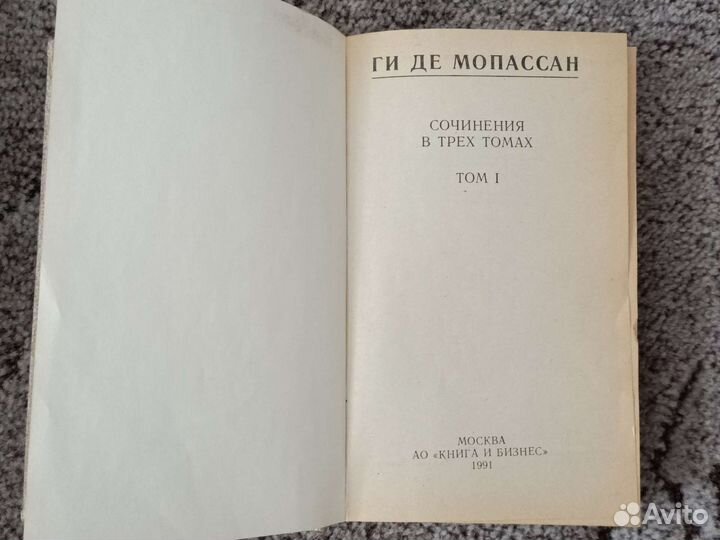 ГИ ДЕ МОПАССАН
СОЧИНЕНИЯ
В ТРЕХ ТОМАХ
ТОМ I
МОСКВА
АО «КНИГА И БИЗНЕС»
1991
Avito